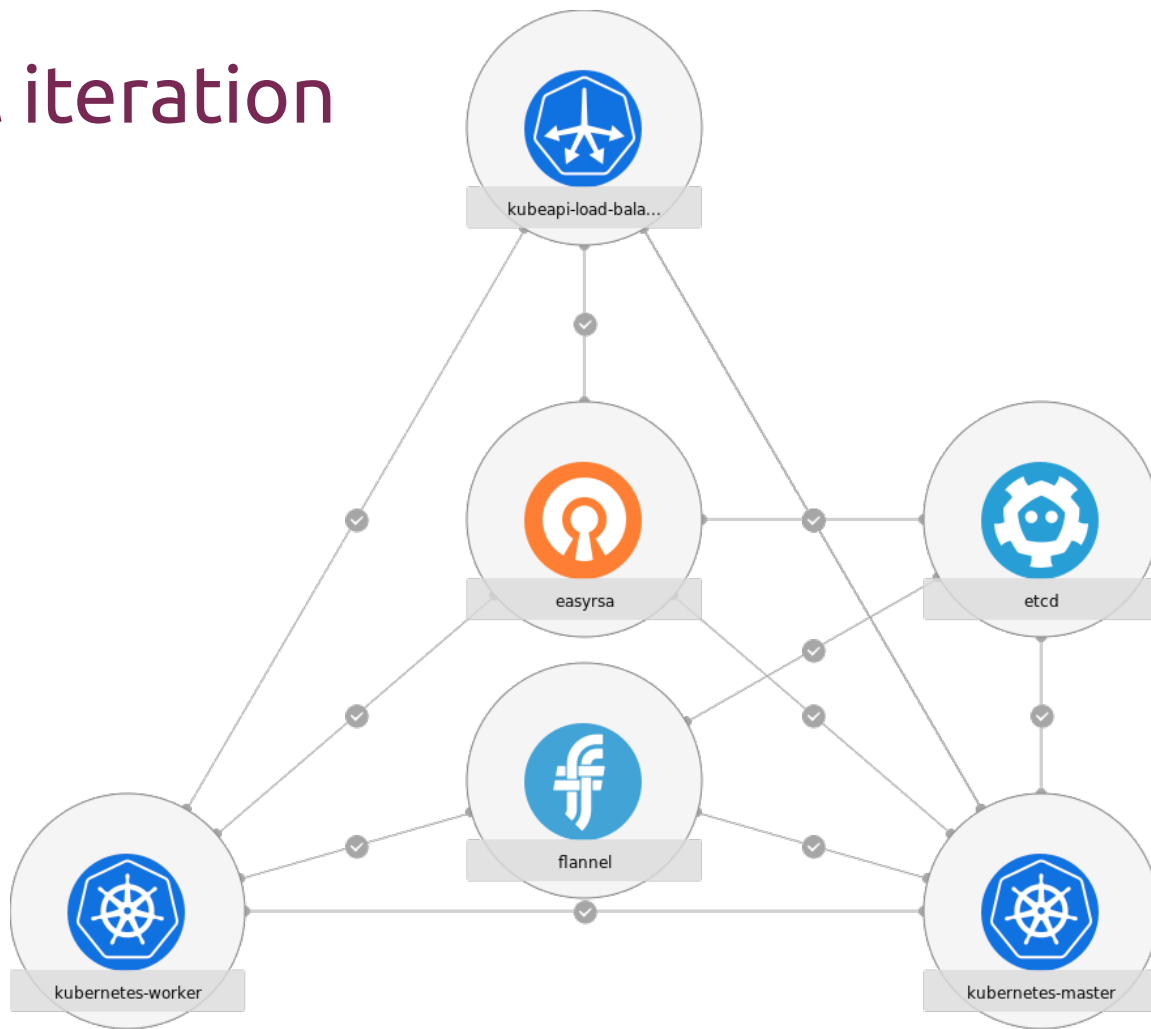 iteration
kubeapi-load-bala...
easyrsa
etcd
flannel
kubernetes-worker
kubernetes-master